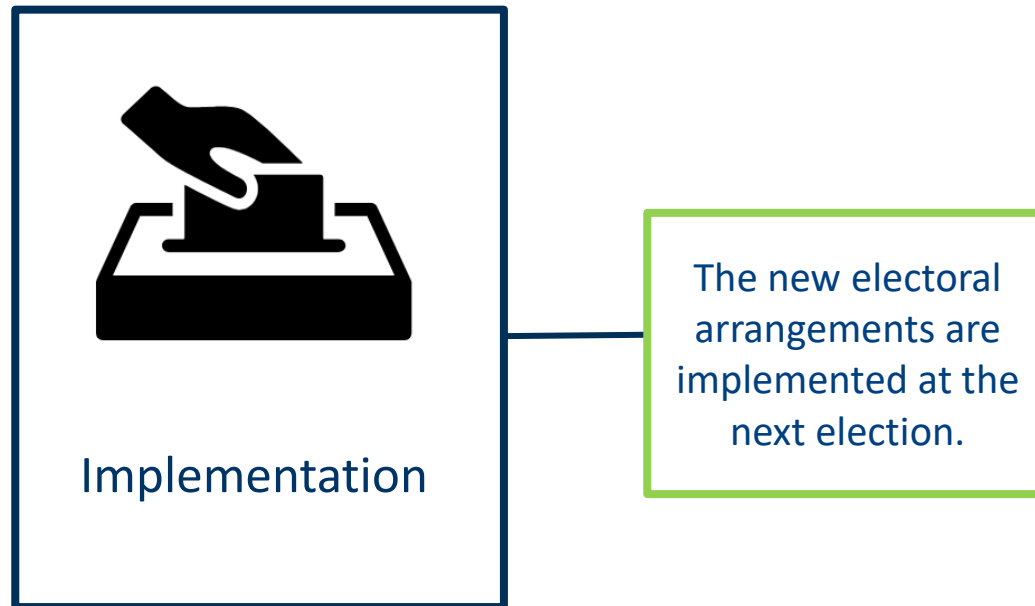 Implementation
The new electoral
arrangements are
implemented at the
next election.